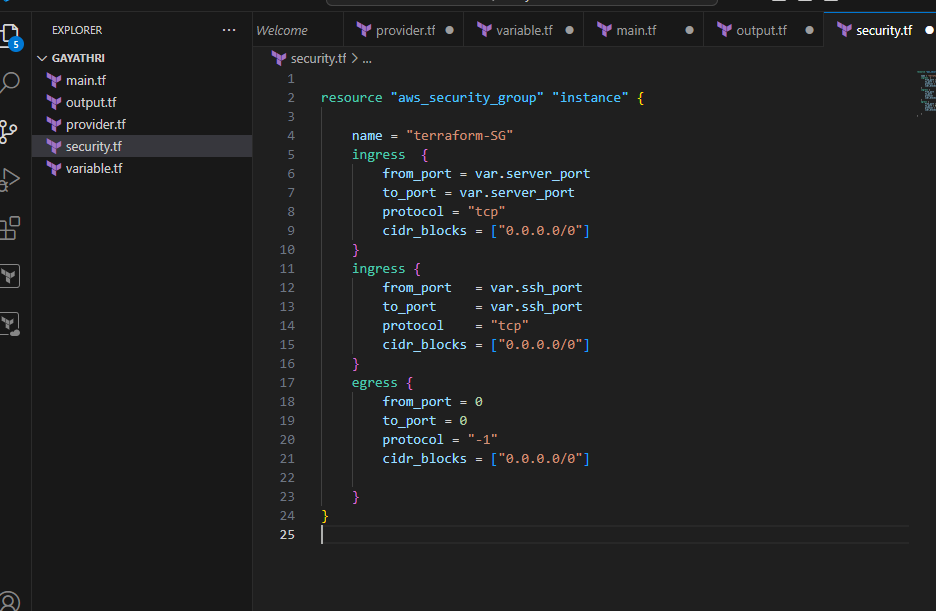 EXPLORER
...
Welcome
provider.tf
variable.tf
main.tf
output.tf
security.tf
5
GAYATHRI
main.tf
output.tf
provider.tf
security.tf
variable.tf
security.tf > ...
1
2 resource "aws_security_group" "instance" {
3
4     name = "terraform-SG"
5     ingress  {
6         from_port = var.server_port
7         to_port = var.server_port
8         protocol = "tcp"
9         cidr_blocks = ["0.0.0.0/0"]
10     }
11     ingress {
12         from_port   = var.ssh_port
13         to_port     = var.ssh_port
14         protocol    = "tcp"
15         cidr_blocks = ["0.0.0.0/0"]
16     }
17     egress {
18         from_port = 0
19         to_port = 0
20         protocol = "-1"
21         cidr_blocks = ["0.0.0.0/0"]
22
23     }
24 }
25